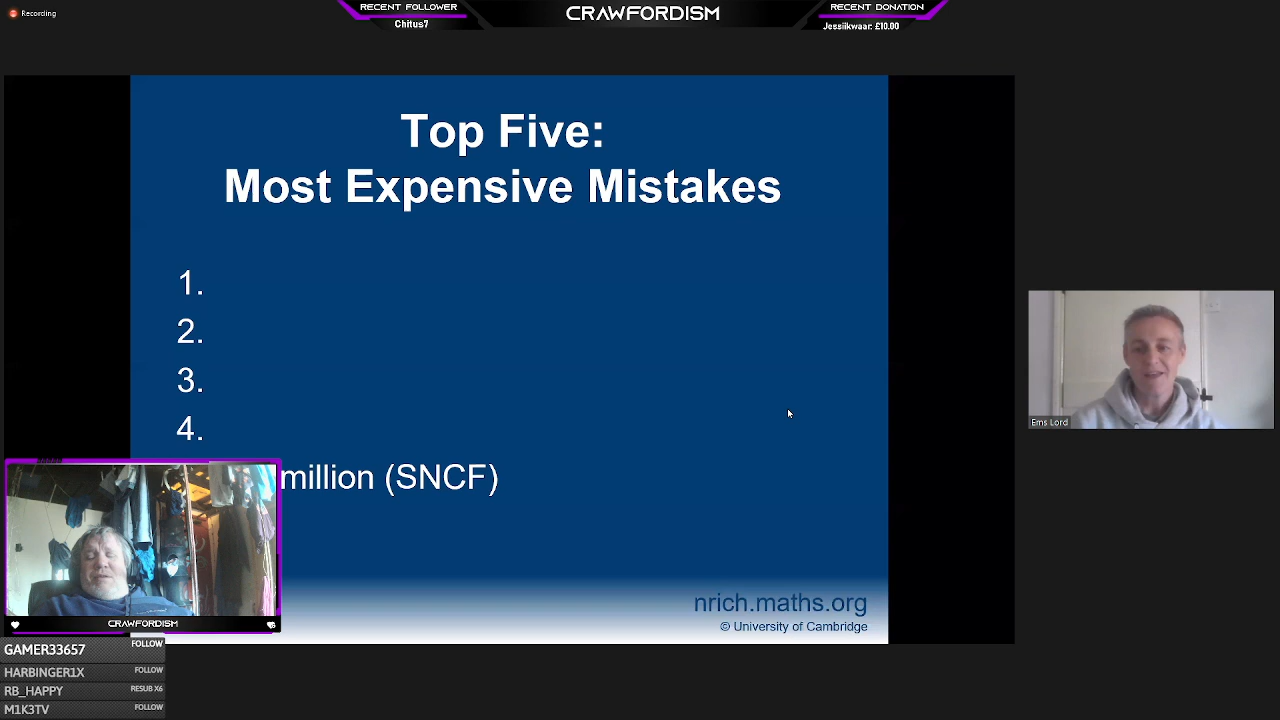 Recording
RECENT FOLLOWER
Chitus7
CRAWFORDISM
RECENT DONATION
Jessiikwaar: £10.00
Top Five:
Most Expensive Mistakes
1.
2.
3.
4.
million (SNCF)
Ems Lord
nrich.maths.org
© University of Cambridge
CRAWFORDISM
GAMER33657 FOLLOW
HARBINGER1X FOLLOW
RB_HAPPY RESUB X6
M1K3TV FOLLOW